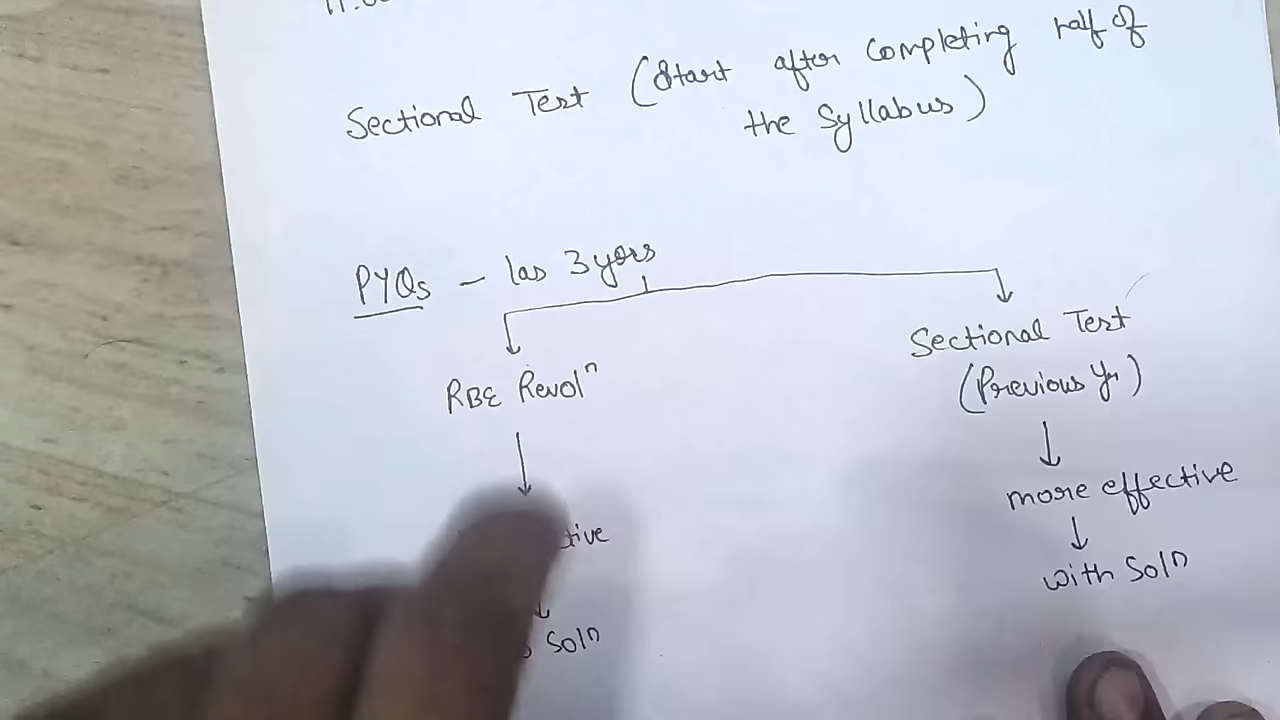 Sectional Test (Start after Completing half of
the Syllabus)
PYQs - las 3 yers
RBE Revolⁿ
Sectional Test
(Previous Yr)
more effective
with Solⁿ
Solⁿ